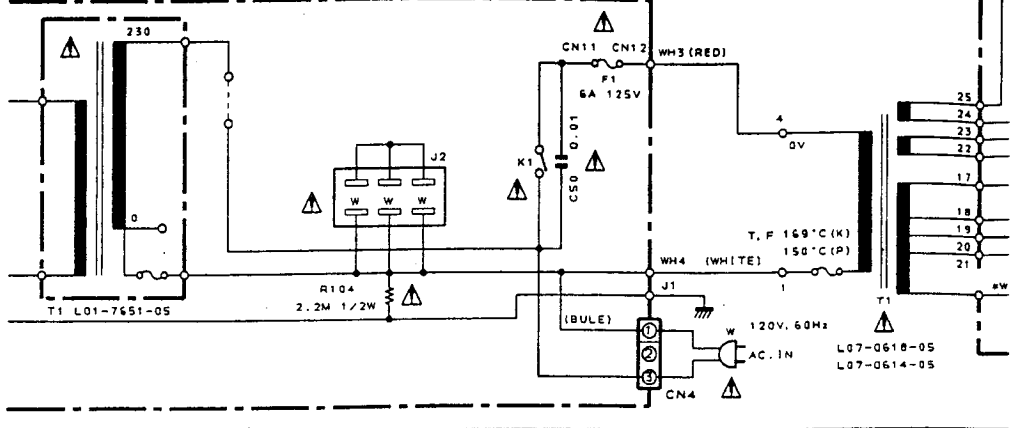 230
0
T1 L01-7651-05
J2
W W W
R104
2.2M 1/2W
K1
C50 0.01
CN11 CN12
F1
6A 125V
WH3 (RED)
WH4 (WHITE)
J1
(BULE)
1
2
3
CN4
W
120V, 60Hz
AC.IN
4
0V
T.F 169°C(K)
150°C(P)
1
T1
L07-0618-05
L07-0614-05
25
24
23
22
17
18
19
20
21
*W